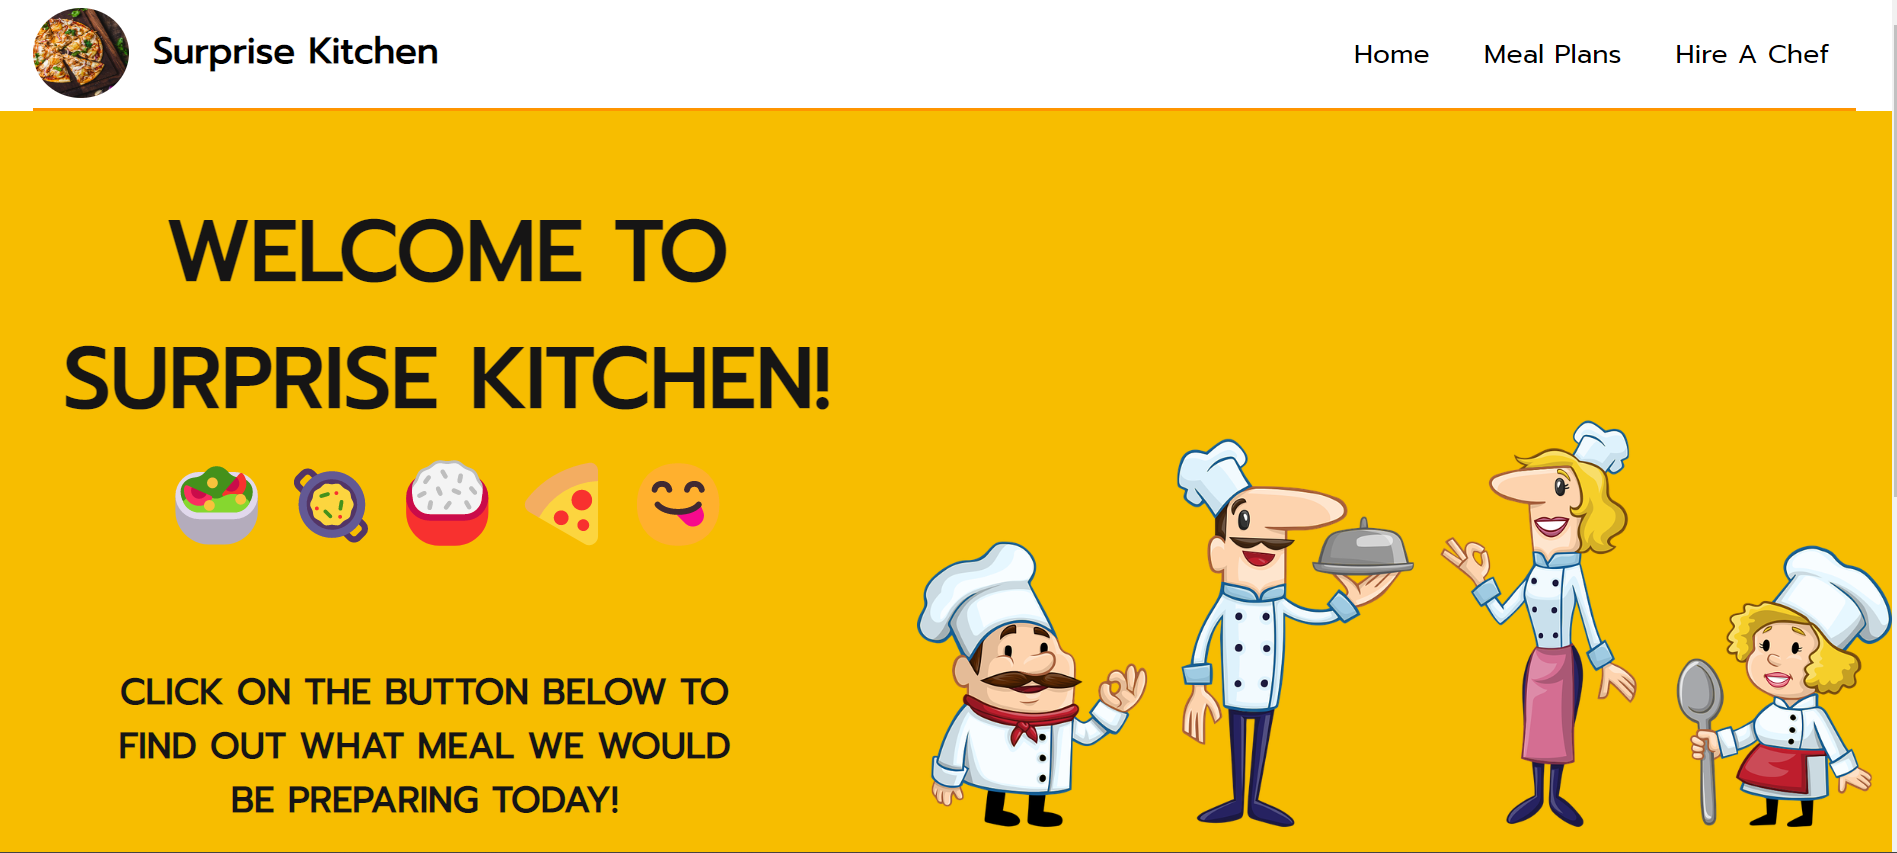 Surprise Kitchen
Home Meal Plans Hire A Chef
WELCOME TO
SURPRISE KITCHEN!
CLICK ON THE BUTTON BELOW TO
FIND OUT WHAT MEAL WE WOULD
BE PREPARING TODAY!